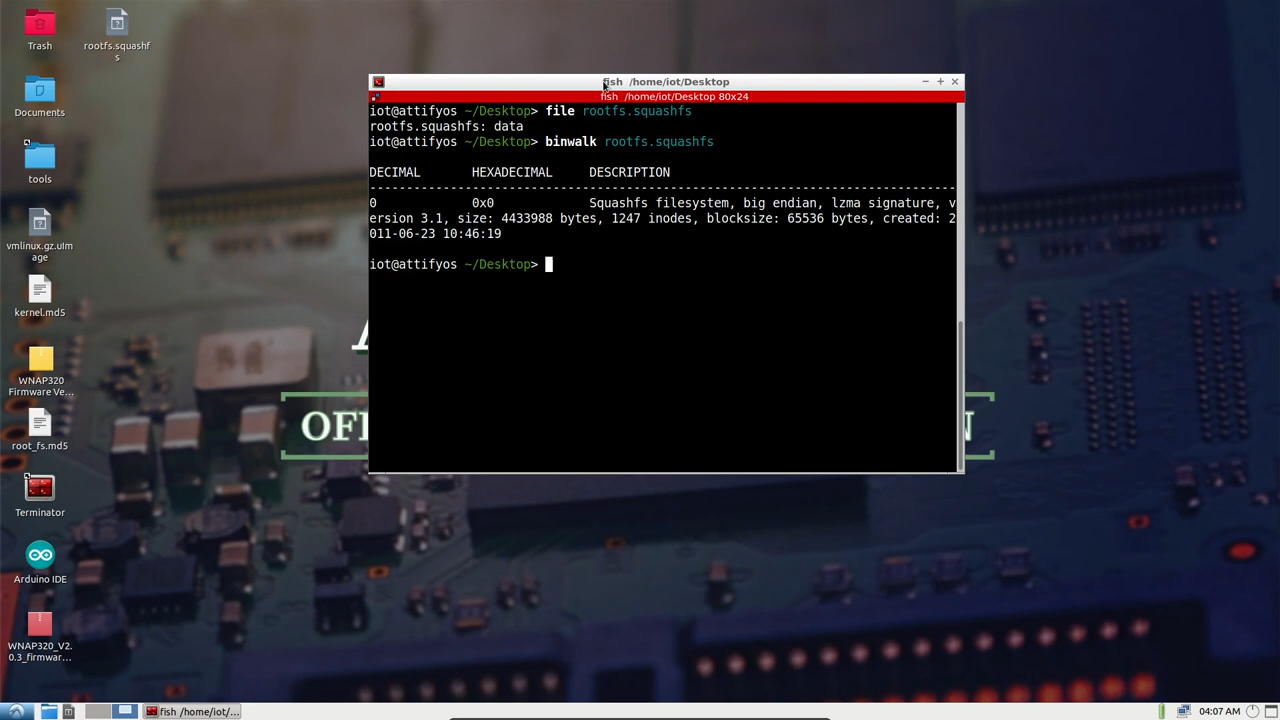 Trash
rootfs.squashf
s
Documents
tools
vmlinux.gz.uIm
age
kernel.md5
WNAP320
Firmware Ve...
root_fs.md5
Terminator
Arduino IDE
WNAP320_V2.
0.3_firmwar...
fish /home/iot/Desktop
fish /home/iot/Desktop 80x24
iot@attifyos ~/Desktop> file rootfs.squashfs
rootfs.squashfs: data
iot@attifyos ~/Desktop> binwalk rootfs.squashfs
DECIMAL HEXADECIMAL DESCRIPTION
--------------------------------------------------------------------------------
0 0x0 Squashfs filesystem, big endian, lzma signature, v
ersion 3.1, size: 4433988 bytes, 1247 inodes, blocksize: 65536 bytes, created: 2
011-06-23 10:46:19
iot@attifyos ~/Desktop>
fish /home/iot/...
04:07 AM